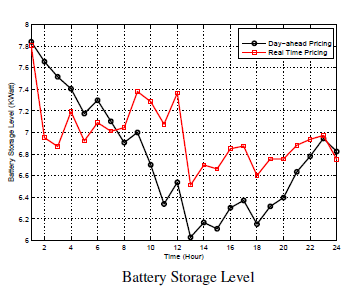 8
Day-ahead Pricing
7.8
Real Time Pricing
7.6
7.4
7.2
7
6.8
6.6
6.4
6.2
6
Battery Storage Level (KWatt)
2 4 6 8 10 12 14 16 18 20 22 24
Time (Hour)
Battery Storage Level